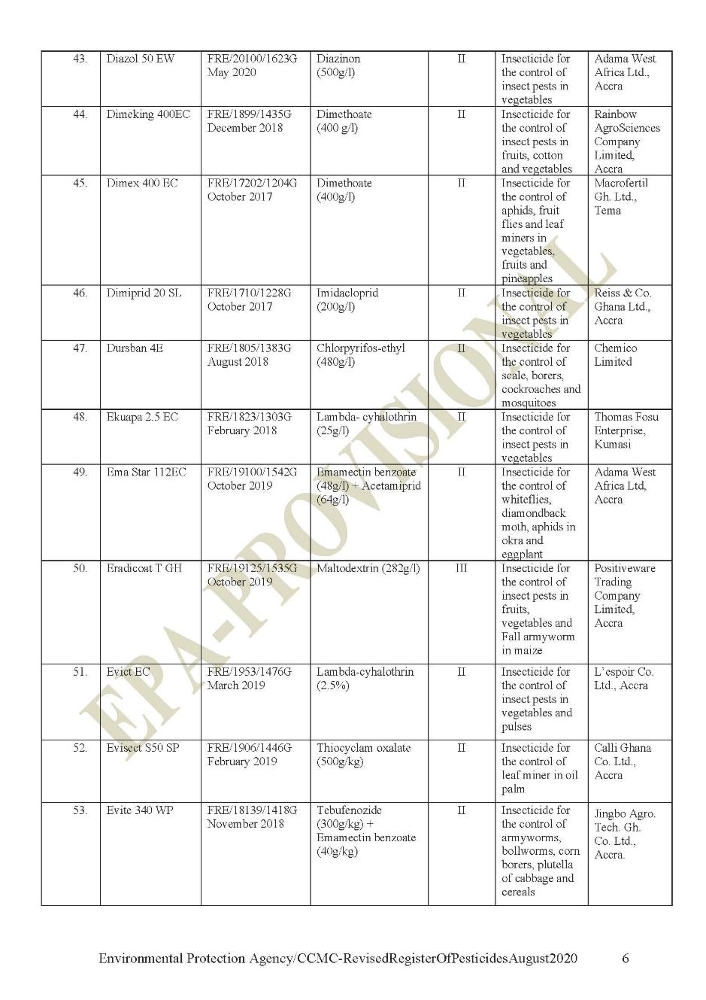 43. Diazol 50 EW FRE/20100/1623G Diazinon II Insecticide for Adama West
May 2020 (500g/l) the control of Africa Ltd.,
insect pests in Accra
vegetables
44. Dimeking 400EC FRE/1899/1435G Dimethoate II Insecticide for Rainbow
December 2018 (400 g/l) the control of AgroSciences
insect pests in Company
fruits, cotton Limited,
and vegetables Accra
45. Dimex 400 EC FRE/17202/1204G Dimethoate II Insecticide for Macrofertil
October 2017 (400g/l) the control of Gh. Ltd.,
aphids, fruit Tema
flies and leaf
miners in
vegetables,
fruits and
pineapples
46. Dimiprid 20 SL FRE/1710/1228G Imidacloprid II Insecticide for Reiss & Co.
October 2017 (200g/l) the control of Ghana Ltd.,
insect pests in Accra
vegetables
47. Dursban 4E FRE/1805/1383G Chlorpyrifos-ethyl II Insecticide for Chemico
August 2018 (480g/l) the control of Limited
scale, borers,
cockroaches and
mosquitoes
48. Ekuapa 2.5 EC FRE/1823/1303G Lambda- cyhalothrin II Insecticide for Thomas Fosu
February 2018 (25g/l) the control of Enterprise,
insect pests in Kumasi
vegetables
49. Ema Star 112EC FRE/19100/1542G Emamectin benzoate II Insecticide for Adama West
October 2019 (48g/l) + Acetamiprid the control of Africa Ltd,
(64g/l) whiteflies, Accra
diamondback
moth, aphids in
okra and
eggplant
50. Eradicoat T GH FRE/19125/1535G Maltodextrin (282g/l) III Insecticide for Positiveware
October 2019 the control of Trading
insect pests in Company
fruits, Limited,
vegetables and Accra
Fall armyworm
in maize
51. Evict EC FRE/1953/1476G Lambda-cyhalothrin II Insecticide for L’espoir Co.
March 2019 (2.5%) the control of Ltd., Accra
insect pests in
vegetables and
pulses
52. Evisect S50 SP FRE/1906/1446G Thiocyclam oxalate II Insecticide for Calli Ghana
February 2019 (500g/kg) the control of Co. Ltd.,
leaf miner in oil Accra
palm
53. Evite 340 WP FRE/18139/1418G Tebufenozide II Insecticide for Jingbo Agro.
November 2018 (300g/kg) + the control of Tech. Gh.
Emamectin benzoate armyworms, Co. Ltd.,
(40g/kg) bollworms, corn Accra.
borers, plutella
of cabbage and
cereals
EPA-PROVISIONAL
Environmental Protection Agency/CCMC-RevisedRegisterOfPesticidesAugust2020 6